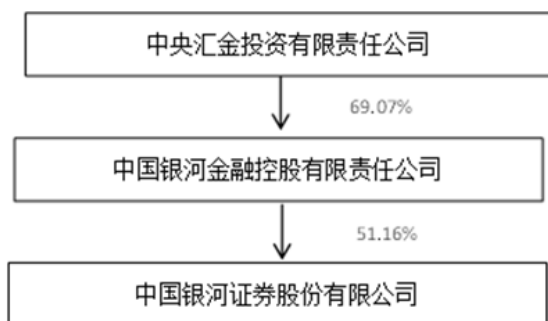 中央汇金投资有限责任公司
69.07%
中国银河金融控股有限责任公司
51.16%
中国银河证券股份有限公司